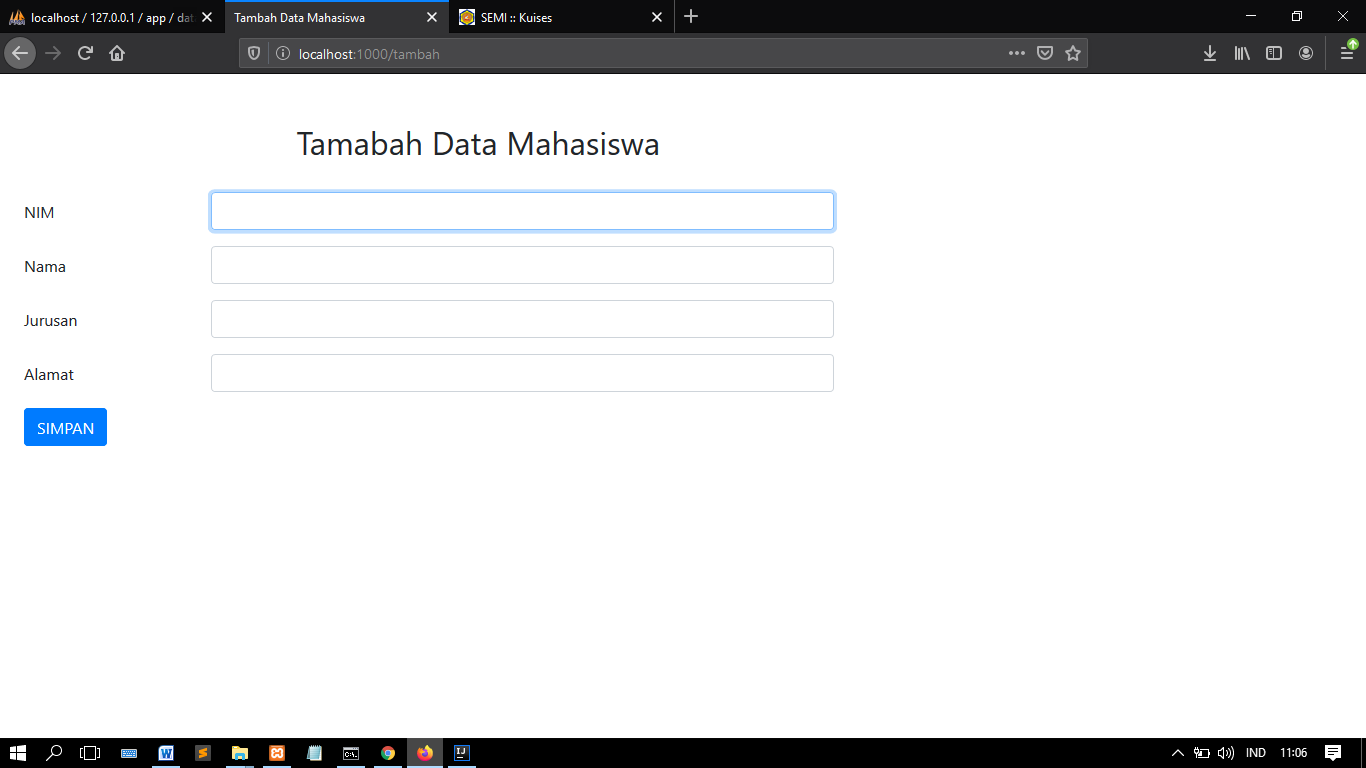 localhost / 127.0.0.1 / app / dat
Tambah Data Mahasiswa
SEMI :: Kuises
localhost:1000/tambah
Tamabah Data Mahasiswa
NIM
Nama
Jurusan
Alamat
SIMPAN
IND
11:06